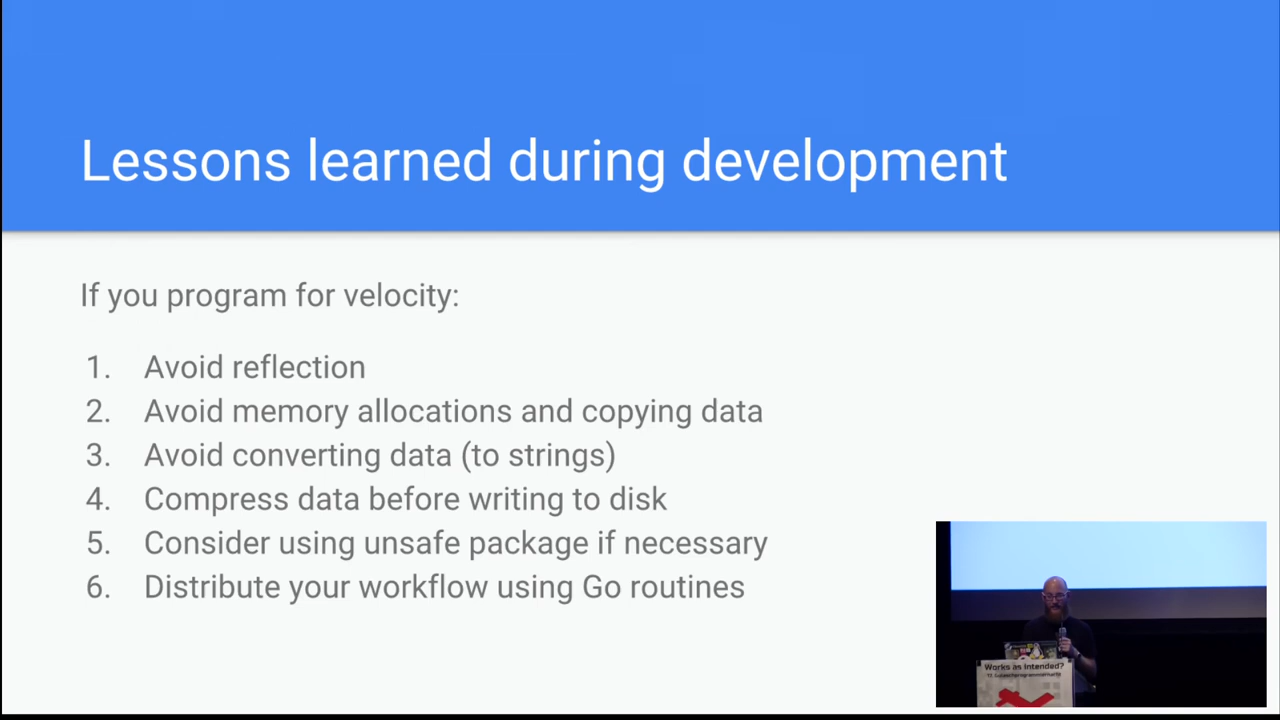 Lessons learned during development
If you program for velocity:
1. Avoid reflection
2. Avoid memory allocations and copying data
3. Avoid converting data (to strings)
4. Compress data before writing to disk
5. Consider using unsafe package if necessary
6. Distribute your workflow using Go routines
Works as Intended?
17. Gulaschprogrammiernacht